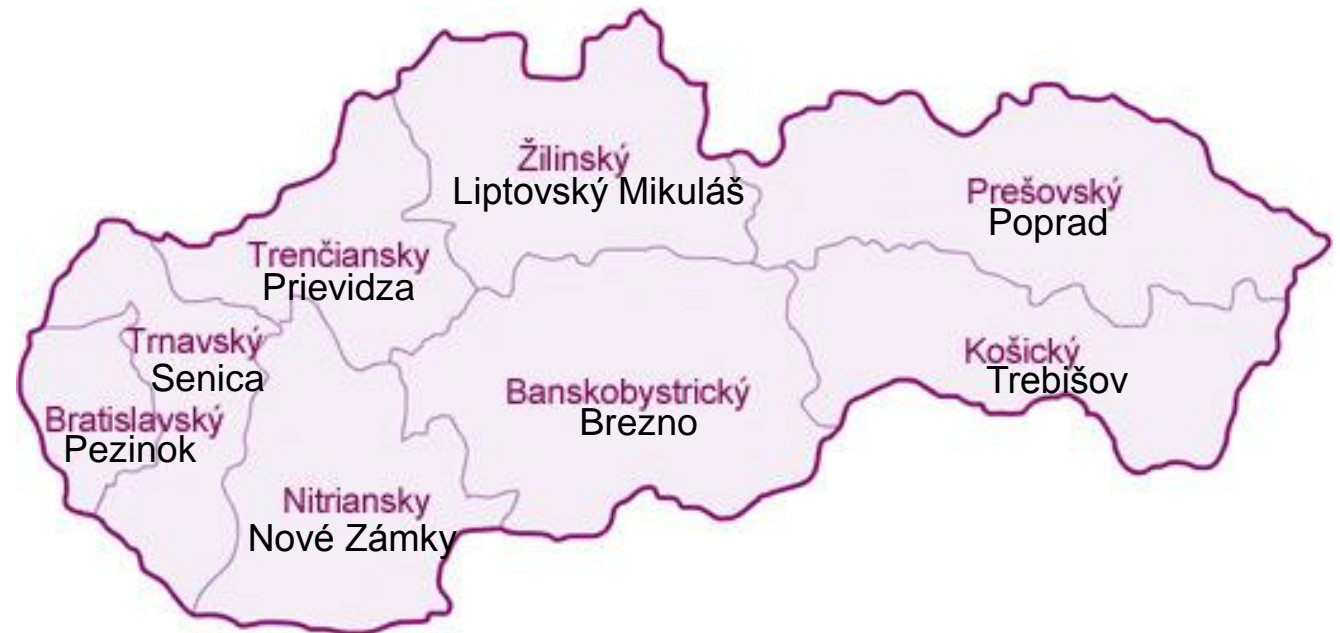 Žilinský
Liptovský Mikuláš
Prešovský
Poprad
Trenčiansky
Prievidza
Trnavský
Senica
Košický
Trebišov
Banskobystrický
Brezno
Bratislavský
Pezinok
Nitriansky
Nové Zámky